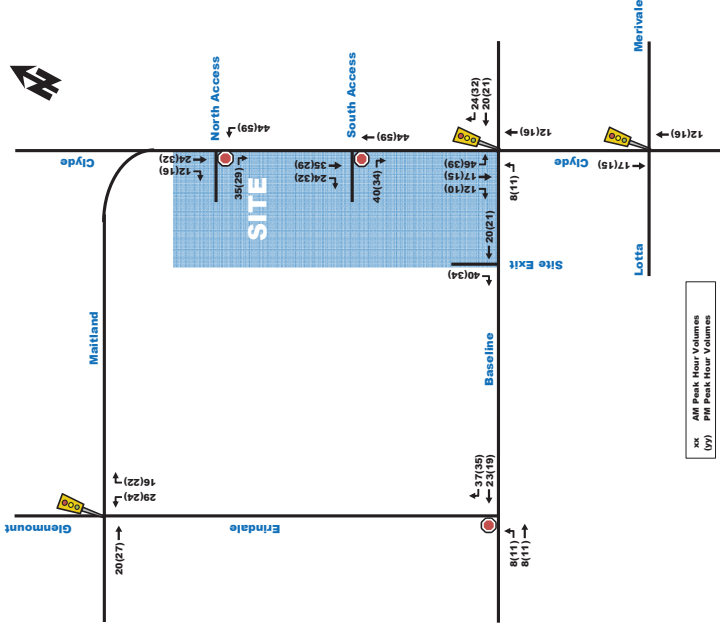 Merivale
North Access
South Access
24(32)
20(21)
44(59)
44(59)
12(16)
12(16)
Clyde
24(32)
12(16)
35(29)
SITE
35(29)
24(32)
40(34)
46(39)
17(15)
12(10)
8(11)
Clyde
17(15)
20(21)
40(34)
Site Exit
Lotta
Maitland
Baseline
xx AM Peak Hour Volumes
(yy) PM Peak Hour Volumes
16(22)
29(24)
37(35)
23(19)
Glenmount
Erindale
20(27)
8(11)
8(11)